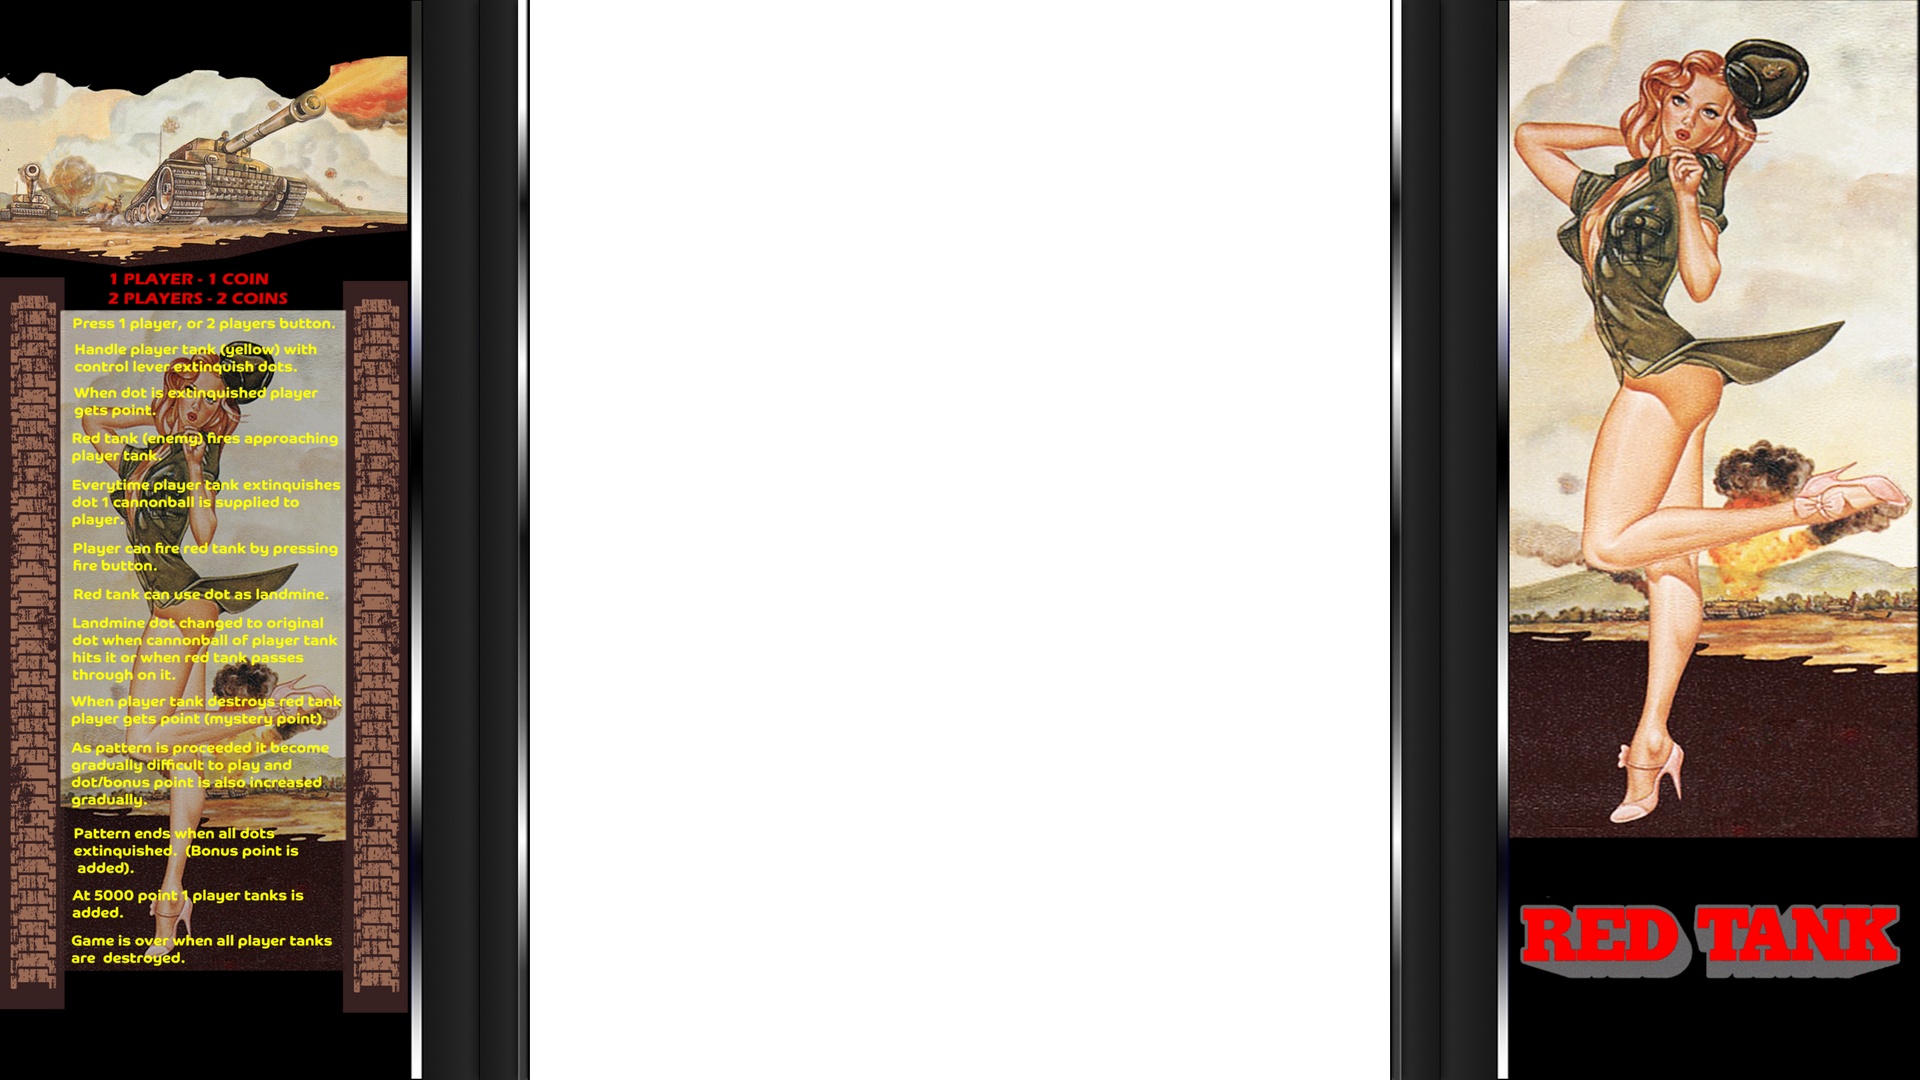 1 PLAYER - 1 COIN
2 PLAYERS - 2 COINS
Press 1 player, or 2 players button.
Handle player tank (yellow) with
control lever extinquish dots.
When dot is extinquished player
gets point.
Red tank (enemy) fires approaching
player tank.
Everytime player tank extinquishes
dot 1 cannonball is supplied to
player.
Player can fire red tank by pressing
fire button.
Red tank can use dot as landmine.
Landmine dot changed to original
dot when cannonball of player tank
hits it or when red tank passes
through on it.
When player tank destroys red tank
player gets point (mystery point).
As pattern is proceeded it become
gradually difficult to play and
dot/bonus point is also increased
gradually.
Pattern ends when all dots
extinquished. (Bonus point is
added).
At 5000 point 1 player tanks is
added.
Game is over when all player tanks
are destroyed.
RED TANK